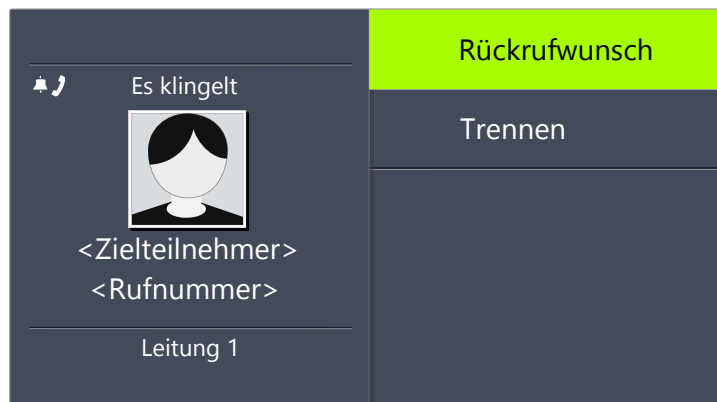 Es klingelt
<Zielteilnehmer>
<Rufnummer>
Leitung 1
Rückrufwunsch
Trennen